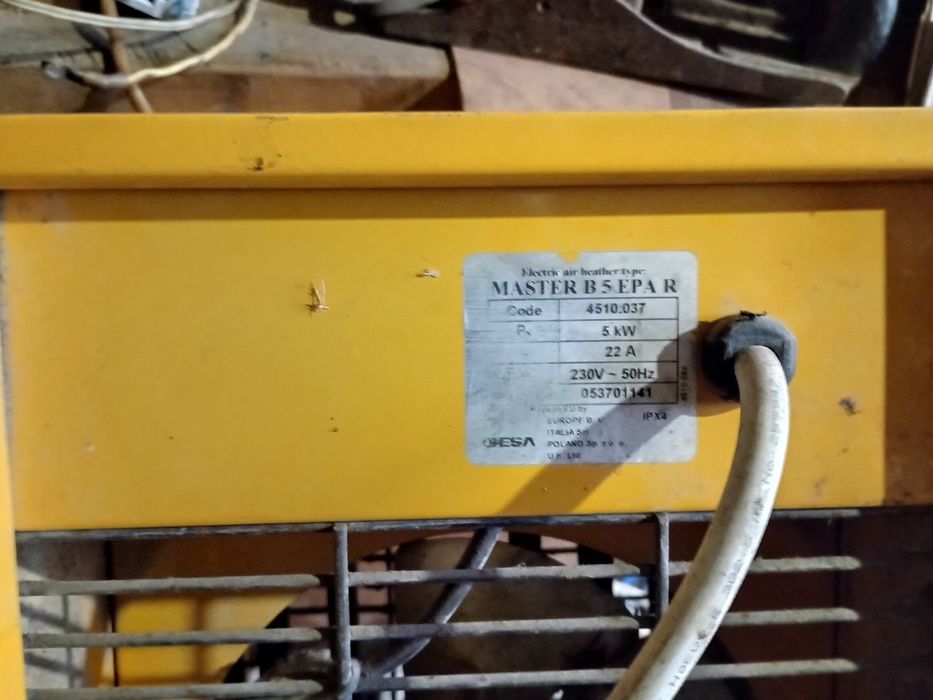 Electric air heather type:
MASTER B 5 EPA R
Code 4510.037
5 kW
22 A
230V ~ 50Hz
053701141
IPX4
EUROPE B.
ITALIA
DESA POLAND Sp. z o. o.
U.K. Ltd